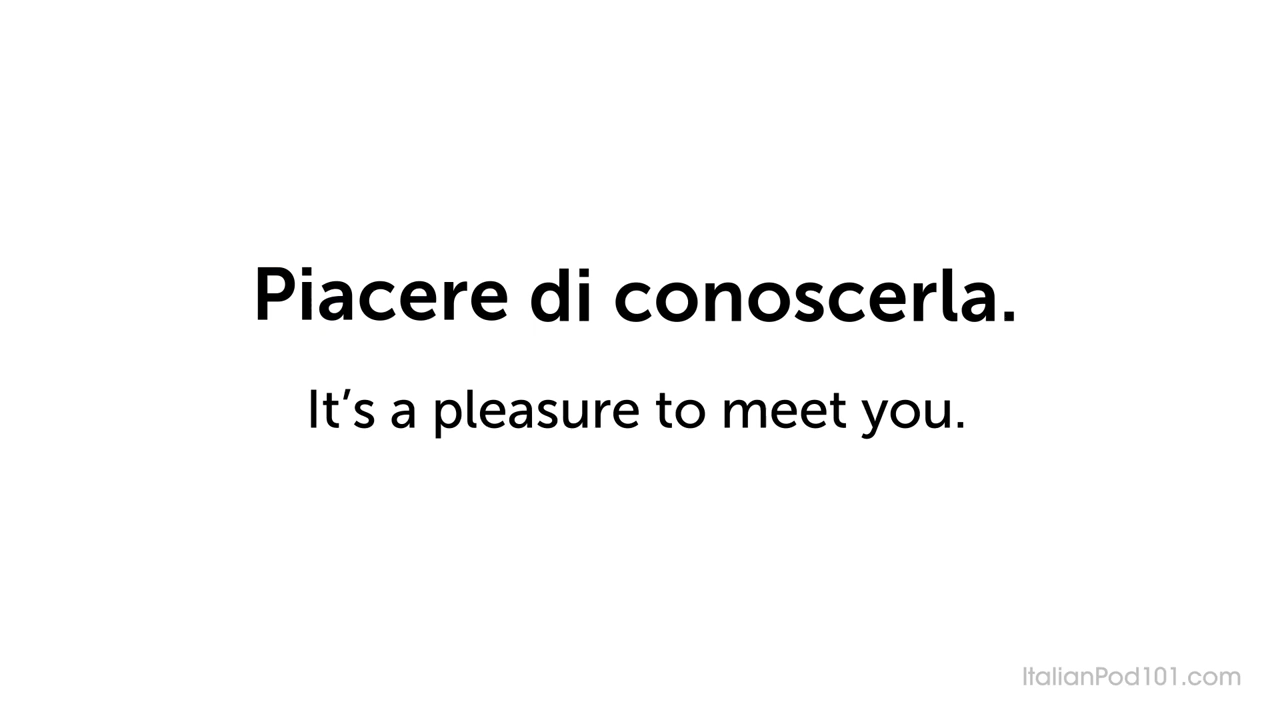 Piacere di conoscerla.
It’s a pleasure to meet you.
ItalianPod101.com